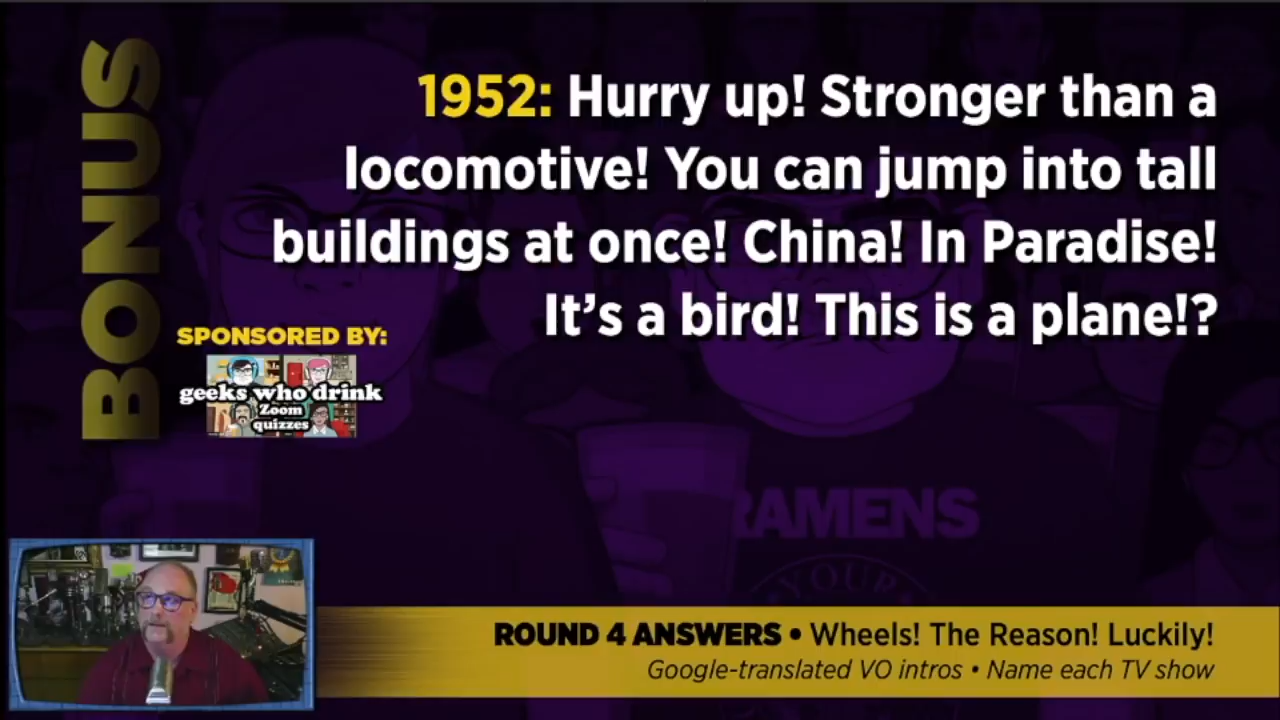 BONUS
1952: Hurry up! Stronger than a
locomotive! You can jump into tall
buildings at once! China! In Paradise!
It’s a bird! This is a plane!?
SPONSORED BY:
geeks who drink
Zoom
quizzes
RAMENS
YOUR
ROUND 4 ANSWERS • Wheels! The Reason! Luckily!
Google-translated VO intros • Name each TV show